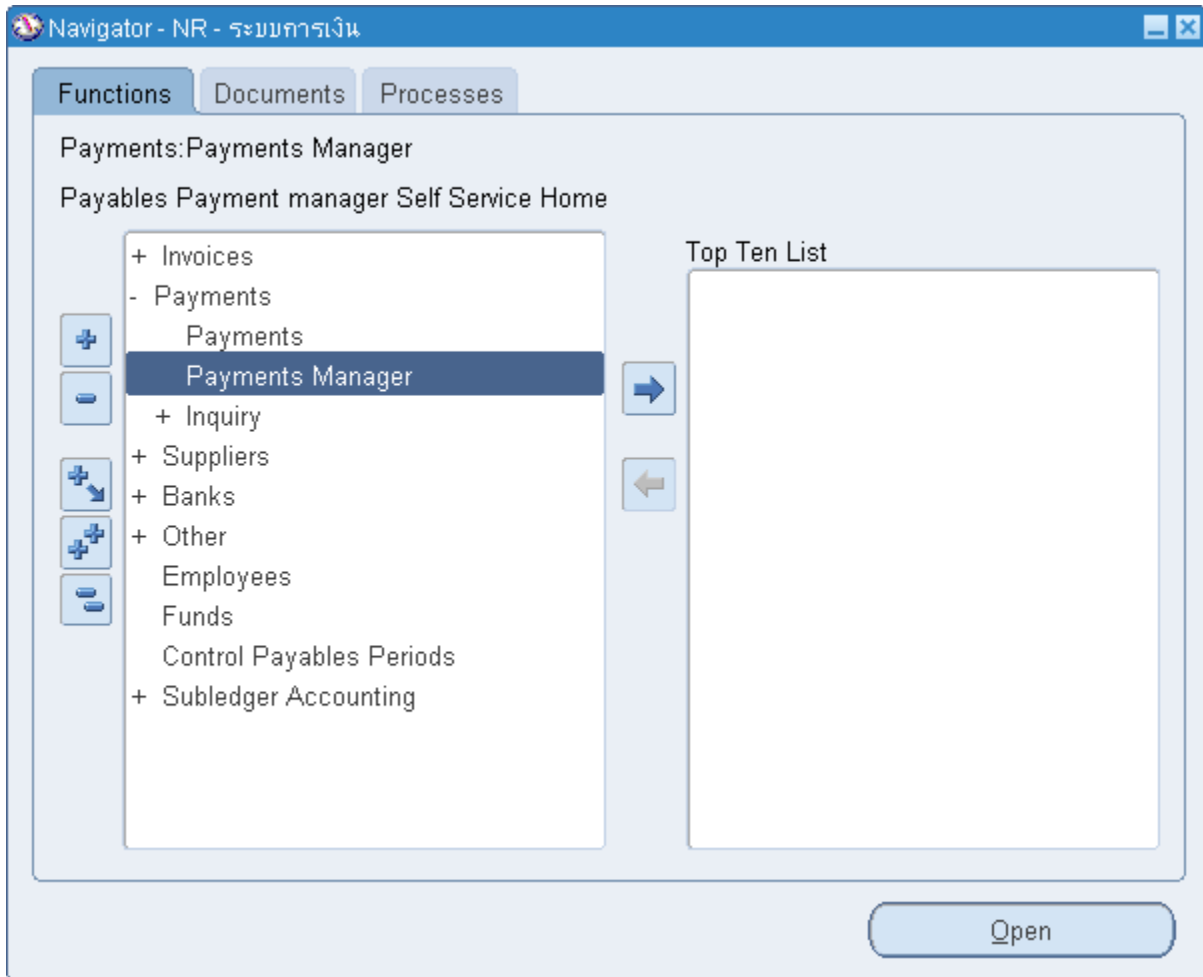 Navigator - NR - ระบบการเงิน
Functions Documents Processes
Payments:Payments Manager
Payables Payment manager Self Service Home
Top Ten List
+ Invoices
- Payments
Payments
Payments Manager
+ Inquiry
+ Suppliers
+ Banks
+ Other
Employees
Funds
Control Payables Periods
+ Subledger Accounting
Open